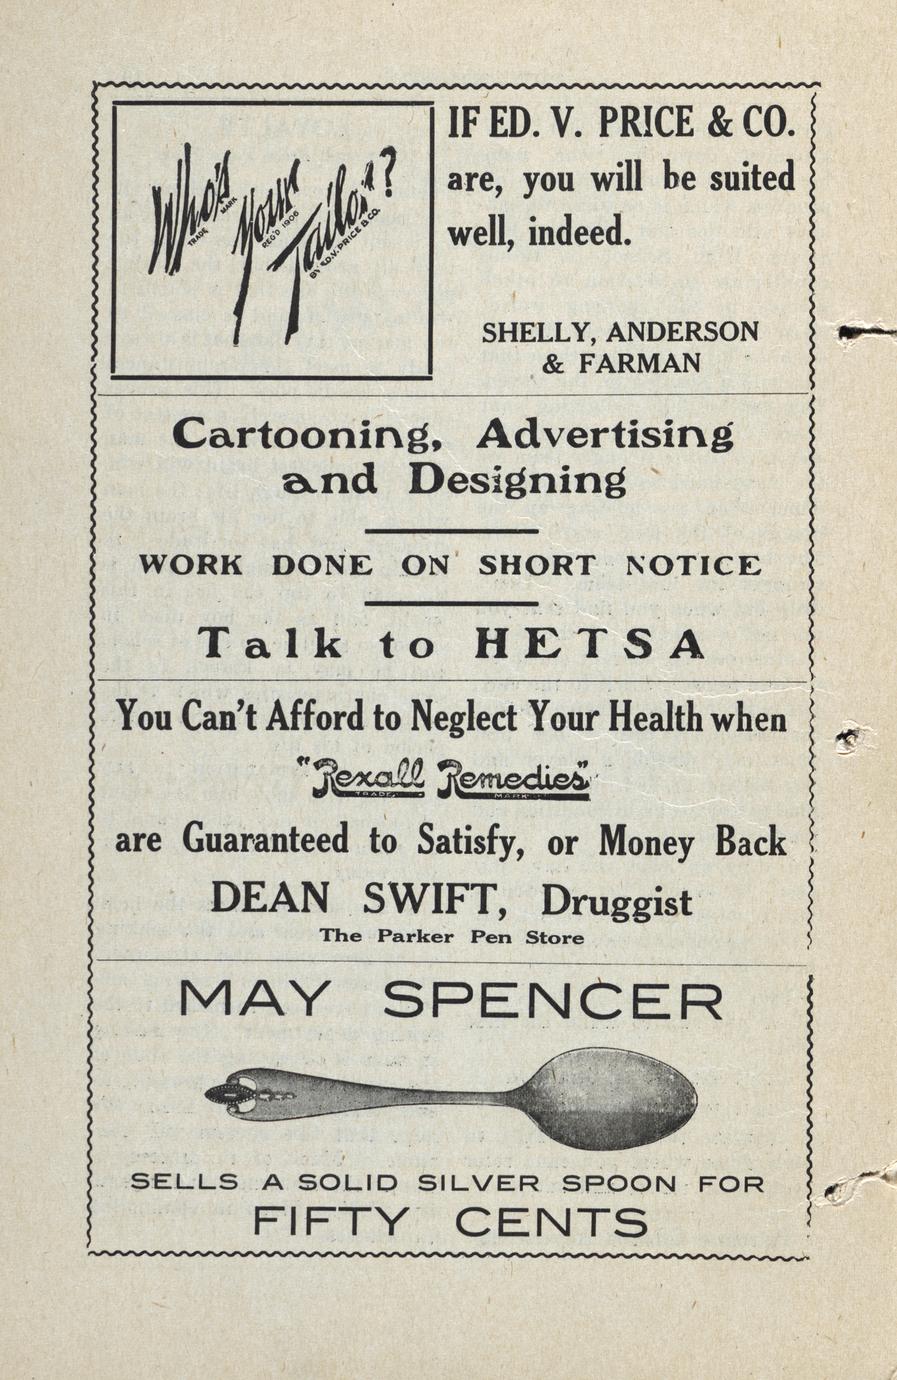 Who's Your Tailor?
TRADE MARK
REG'D 1906
BY ED. V. PRICE & CO.
IF ED. V. PRICE & CO.
are, you will be suited
well, indeed.
SHELLY, ANDERSON
& FARMAN
Cartooning, Advertising
and Designing
WORK DONE ON SHORT NOTICE
Talk to HETSA
You Can't Afford to Neglect Your Health when
"Rexall Remedies"
TRADE MARK
are Guaranteed to Satisfy, or Money Back
DEAN SWIFT, Druggist
The Parker Pen Store
MAY SPENCER
SELLS A SOLID SILVER SPOON FOR
FIFTY CENTS